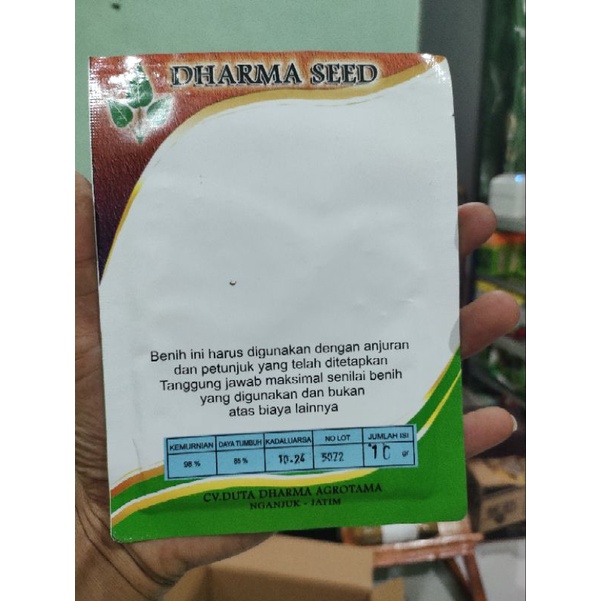 DHARMA SEED
Benih ini harus digunakan dengan anjuran
dan petunjuk yang telah ditetapkan
Tanggung jawab maksimal senilai benih
yang digunakan dan bukan
atas biaya lainnya
KEMURNIAN DAYA TUMBUH KADALUARSA NO LOT JUMLAH ISI
98 % 85 % 10-24 5072 10 gr
CV.DUTA DHARMA AGROTAMA
NGANJUK - JATIM